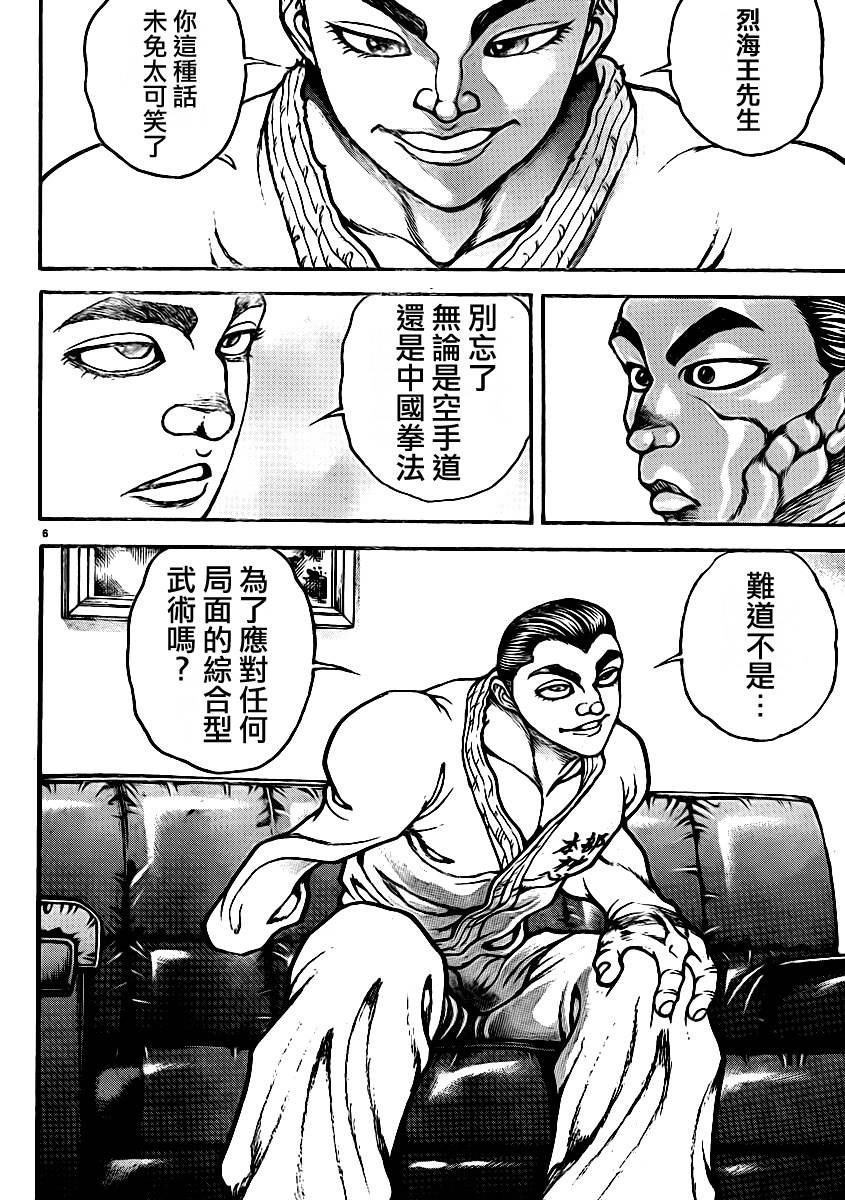 烈海王先生
你這種話
未免太可笑了
別忘了
無論是空手道
還是中國拳法
6
難道不是…
為了應對任何
局面的綜合型
武術嗎？